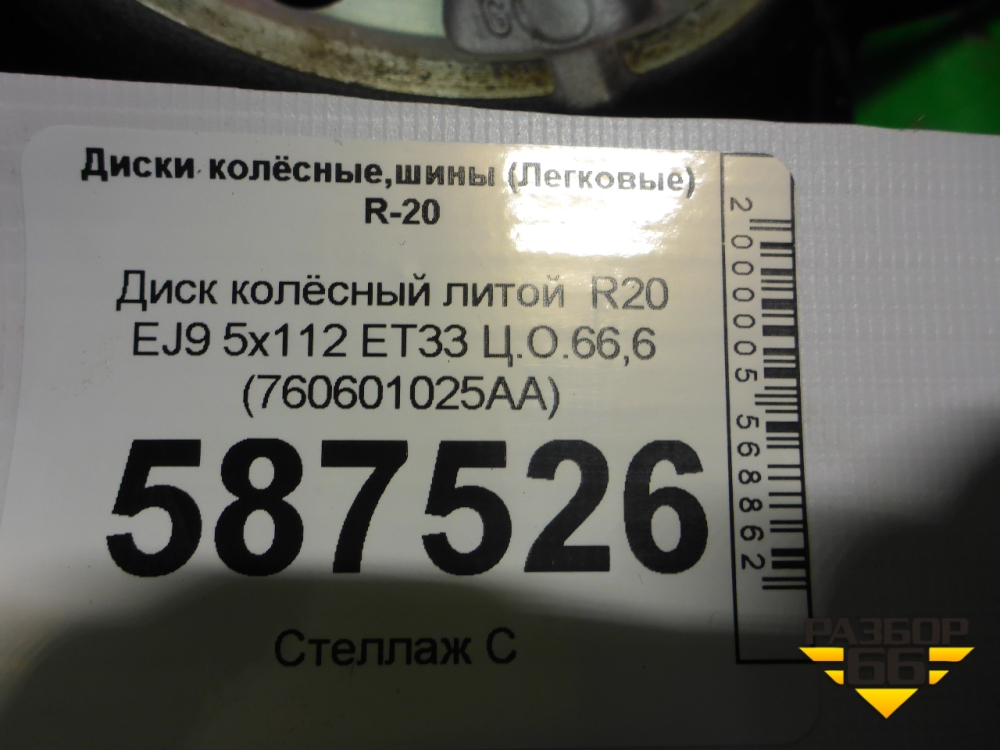 Диски колёсные,шины (Легковые)
R-20
Диск колёсный литой R20
EJ9 5x112 ET33 Ц.О.66,6
(760601025AA)
587526
Стеллаж С
2000005568862
РАЗБОР
66